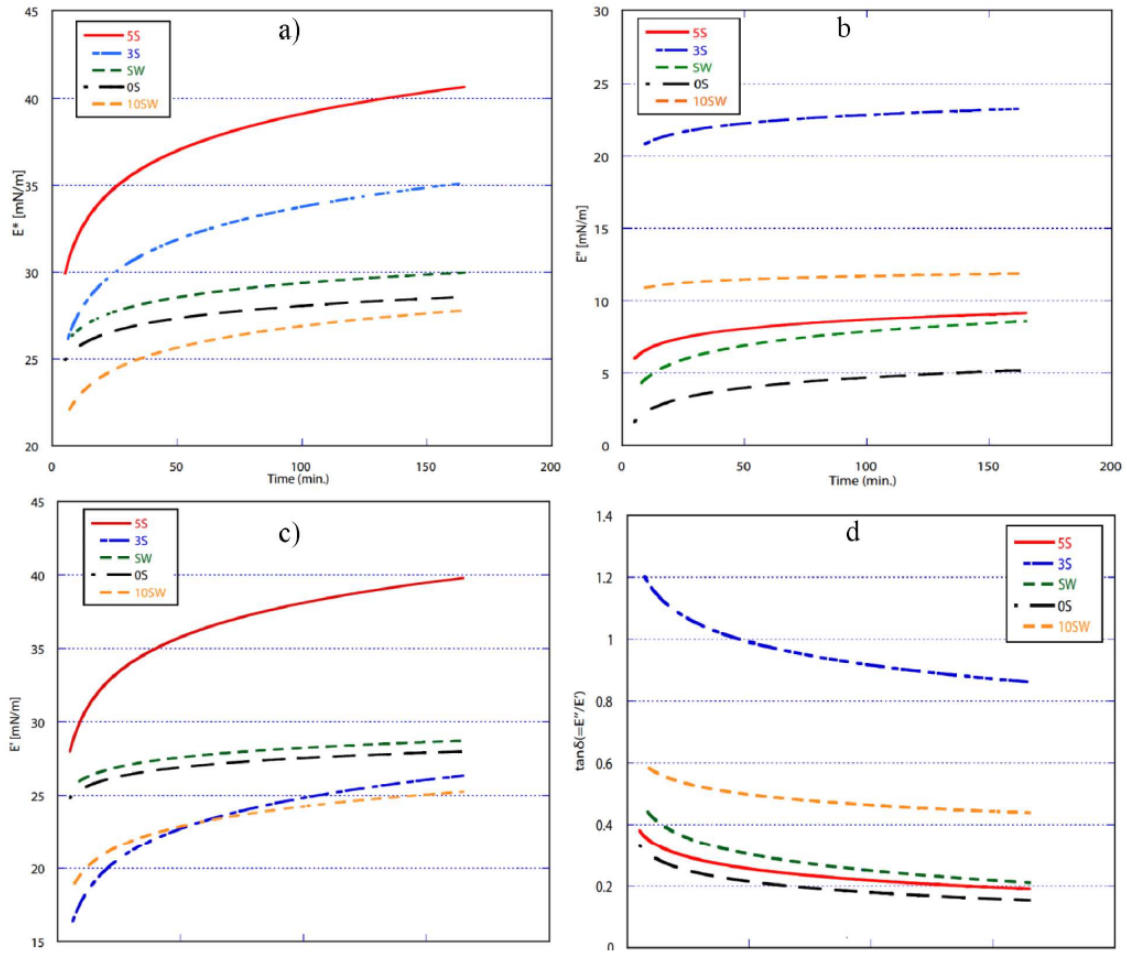 a)
45
40
35
30
25
20
E* [mN/m]
5S
3S
SW
0S
10SW
0 50 100 150 200
Time (min.)
b
30
25
20
15
10
5
0
E" [mN/m]
5S
3S
SW
0S
10SW
0 50 100 150 200
Time (min.)
c)
45
40
35
30
25
20
15
E' [mN/m]
5S
3S
SW
0S
10SW
d
1.4
1.2
1
0.8
0.6
0.4
0.2
0
tanδ(=E"/E')
5S
3S
SW
0S
10SW